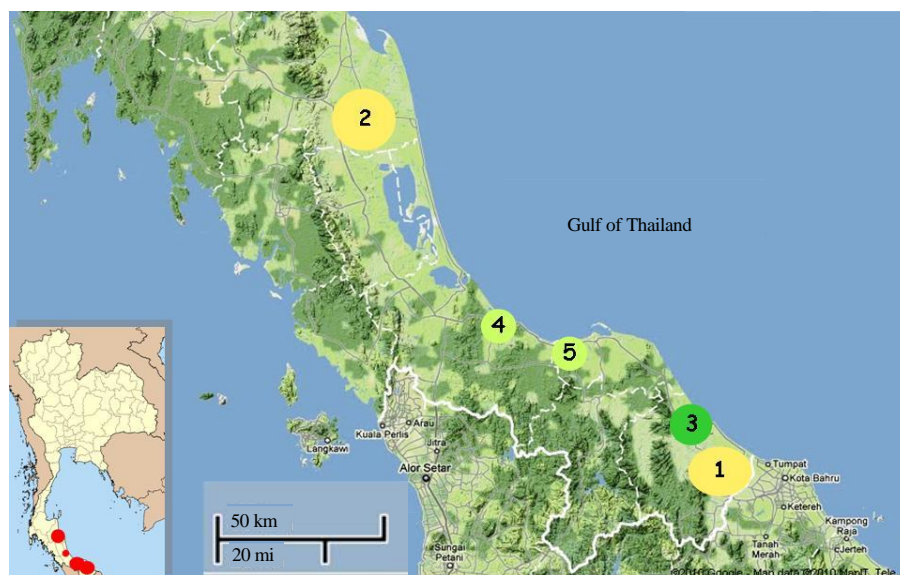 2
Gulf of Thailand
4
5
3
1
Arau
Kuala Perlis
Langkawi
Jitra
Alor Setar
Tumpat
Kota Bahru
Ketereh
Kampong
Raja
Jerteh
Tanah
Merah
Sungai
Petani
50 km
20 mi
©2010 Google - Map data ©2010 MapIT, Tele